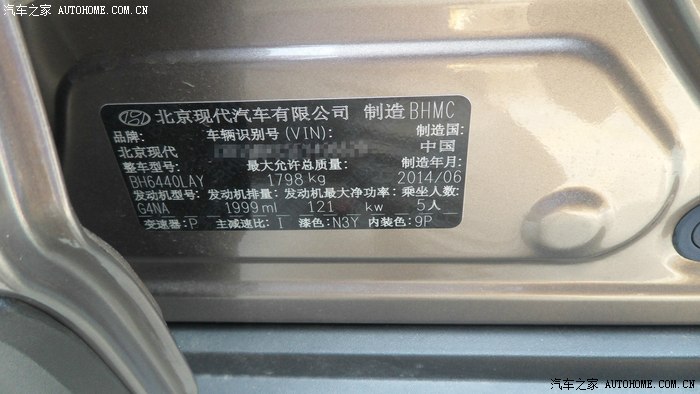 汽车之家 AUTOHOME.COM.CN
北京现代汽车有限公司 制造 BHMC
品牌: 车辆识别号(VIN): 制造国:
北京现代 中国
整车型号: 最大允许总质量: 制造年月:
BH6440LAY 1798 kg 2014/06
发动机型号: 发动机排量: 发动机最大净功率: 乘坐人数:
G4NA 1999 ml 121 kw 5人
变速器: P 主减速比: I 漆色: N3Y 内装色: 9P
汽车之家 AUTOHOME.COM.CN